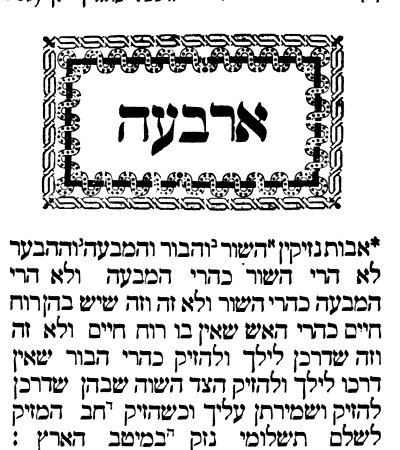 ארבעה
*אבות נזיקין א השור ב והבור והמבעה ג וההבער
לא הרי השור כהרי המבעה ולא הרי
המבעה כהרי השור ולא זה וזה שיש בהן רוח
חיים כהרי האש שאין בו רוח חיים ולא זה
וזה שדרכן לילך ולהזיק כהרי הבור שאין
דרכו לילך ולהזיק הצד השוה שבהן שדרכן
להזיק ושמירתן עליך וכשהזיק ד חב המזיק
לשלם תשלומי נזק ה במיטב הארץ :